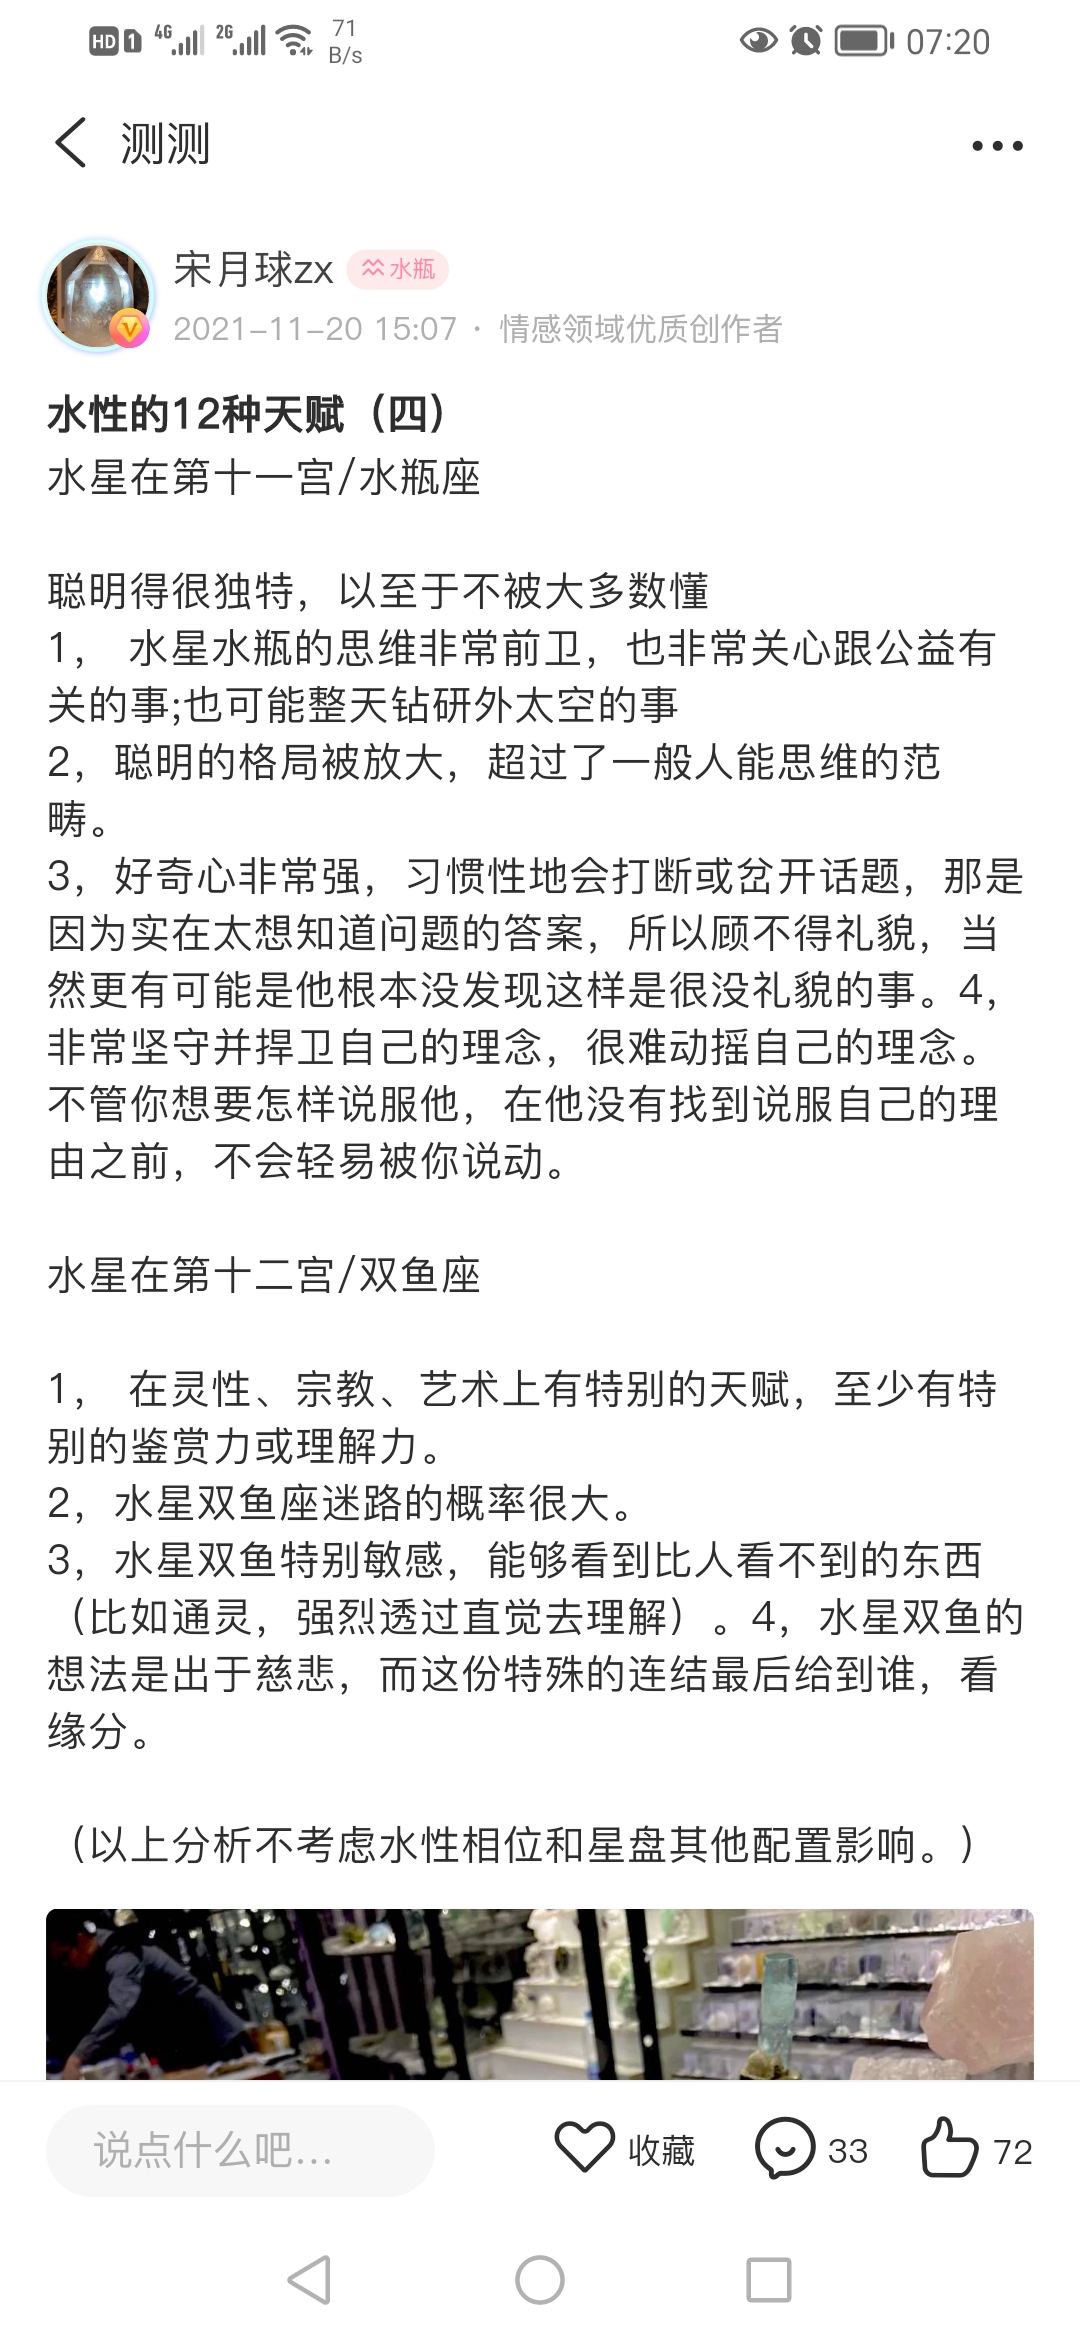 HD 1 4G 2G 71 B/s 07:20
测测
宋月球zx 水瓶
2021-11-20 15:07 · 情感领域优质创作者
水性的12种天赋（四）
水星在第十一宫/水瓶座
聪明得很独特，以至于不被大多数懂
1， 水星水瓶的思维非常前卫，也非常关心跟公益有
关的事;也可能整天钻研外太空的事
2，聪明的格局被放大，超过了一般人能思维的范
畴。
3，好奇心非常强，习惯性地会打断或岔开话题，那是
因为实在太想知道问题的答案，所以顾不得礼貌，当
然更有可能是他根本没发现这样是很没礼貌的事。4，
非常坚守并捍卫自己的理念，很难动摇自己的理念。
不管你想要怎样说服他，在他没有找到说服自己的理
由之前，不会轻易被你说动。
水星在第十二宫/双鱼座
1， 在灵性、宗教、艺术上有特别的天赋，至少有特
别的鉴赏力或理解力。
2，水星双鱼座迷路的概率很大。
3，水星双鱼特别敏感，能够看到比人看不到的东西
（比如通灵，强烈透过直觉去理解）。4，水星双鱼的
想法是出于慈悲，而这份特殊的连结最后给到谁，看
缘分。
（以上分析不考虑水性相位和星盘其他配置影响。）
说点什么吧... 收藏 33 72